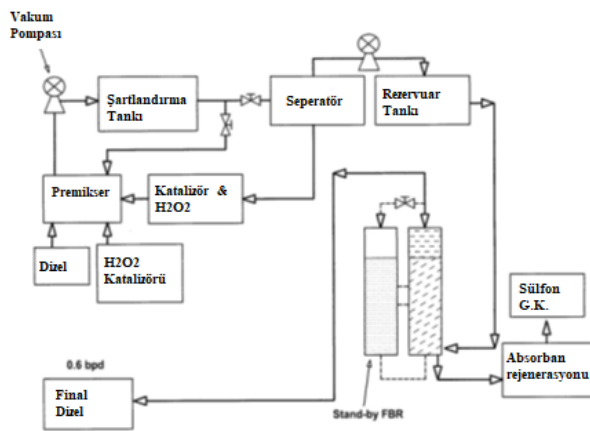 Vakum
Pompası
Şartlandırma
Tankı
Seperatör
Rezervuar
Tankı
Premikser
Katalizör &
H2O2
Dizel
H2O2
Katalizörü
Sülfon
G.K.
Absorban
rejenerasyonu
0.6 bpd
Final
Dizel
Stand-by FBR